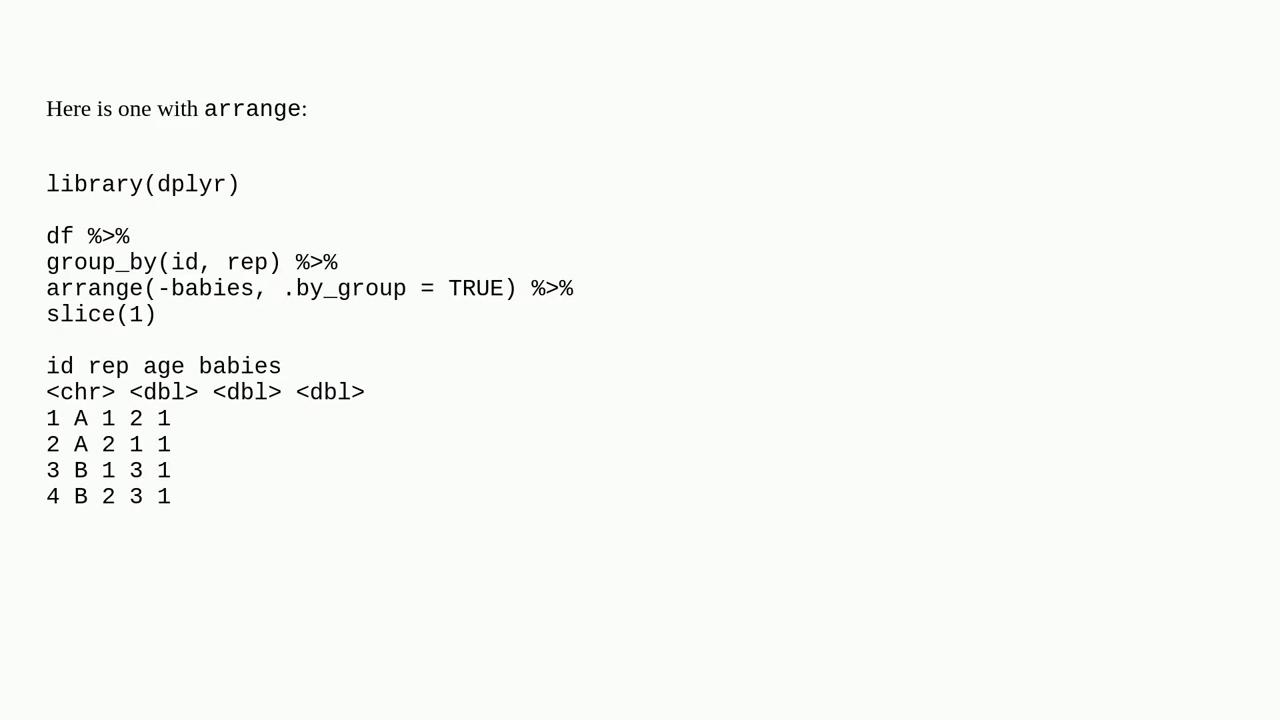 Here is one with arrange:
library(dplyr)
df %>%
group_by(id, rep) %>%
arrange(-babies, .by_group = TRUE) %>%
slice(1)
id rep age babies
<chr> <dbl> <dbl> <dbl>
1 A 1 2 1
2 A 2 1 1
3 B 1 3 1
4 B 2 3 1